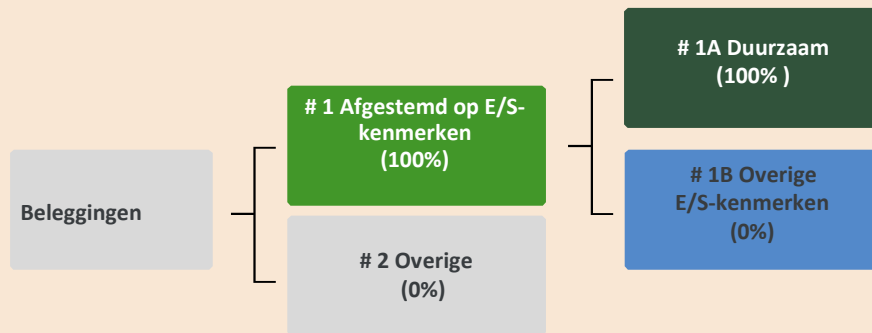 Beleggingen
# 1 Afgestemd op E/S-
kenmerken
(100%)
# 2 Overige
(0%)
# 1A Duurzaam
(100% )
# 1B Overige
E/S-kenmerken
(0%)